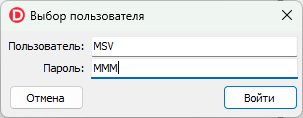 Выбор пользователя
Пользователь: MSV
Пароль: МММ
Отмена Войти